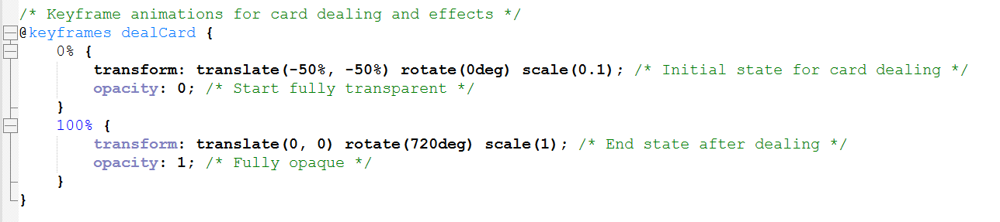 /* Keyframe animations for card dealing and effects */
@keyframes dealCard {
    0% {
        transform: translate(-50%, -50%) rotate(0deg) scale(0.1); /* Initial state for card dealing */
        opacity: 0; /* Start fully transparent */
    }
    100% {
        transform: translate(0, 0) rotate(720deg) scale(1); /* End state after dealing */
        opacity: 1; /* Fully opaque */
    }
}